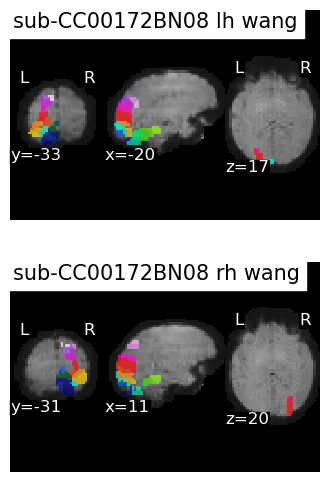 sub-CC00172BN08 lh wang
L R L R
y=-33 x=-20 z=17
sub-CC00172BN08 rh wang
L R L R
y=-31 x=11 z=20